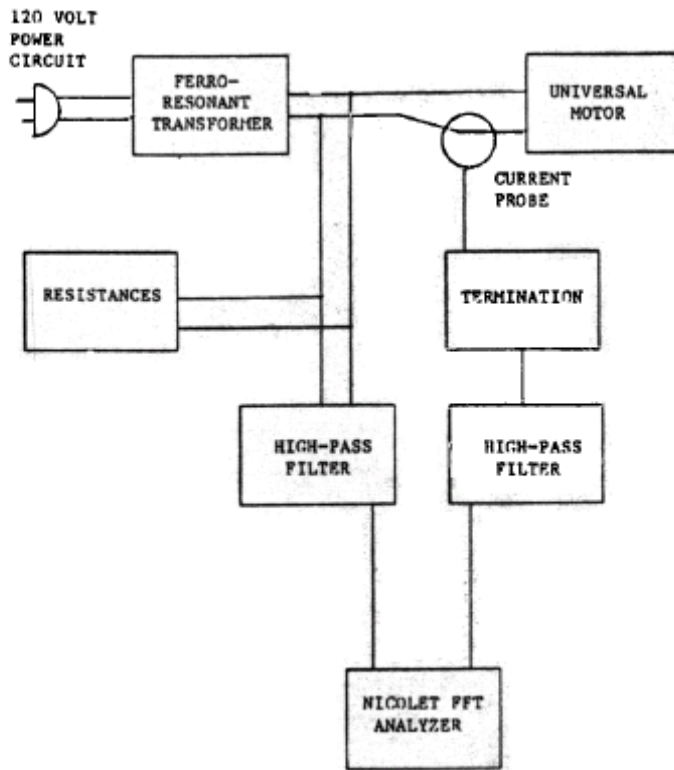 120 VOLT
POWER
CIRCUIT
FERRO-
RESONANT
TRANSFORMER
UNIVERSAL
MOTOR
CURRENT
PROBE
RESISTANCES
TERMINATION
HIGH-PASS
FILTER
HIGH-PASS
FILTER
NICOLET FFT
ANALYZER